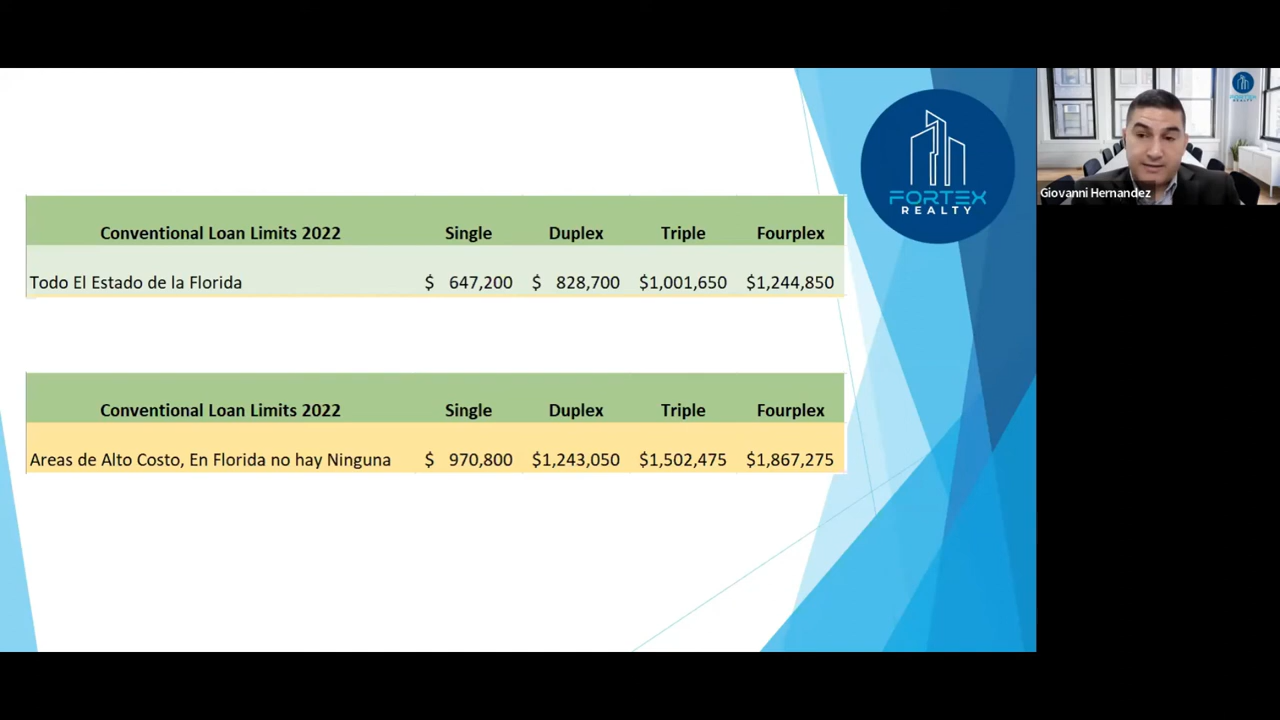 FORTEX
REALTY
Giovanni Hernandez
Conventional Loan Limits 2022 Single Duplex Triple Fourplex
Todo El Estado de la Florida $ 647,200 $ 828,700 $1,001,650 $1,244,850
Conventional Loan Limits 2022 Single Duplex Triple Fourplex
Areas de Alto Costo, En Florida no hay Ninguna $ 970,800 $1,243,050 $1,502,475 $1,867,275